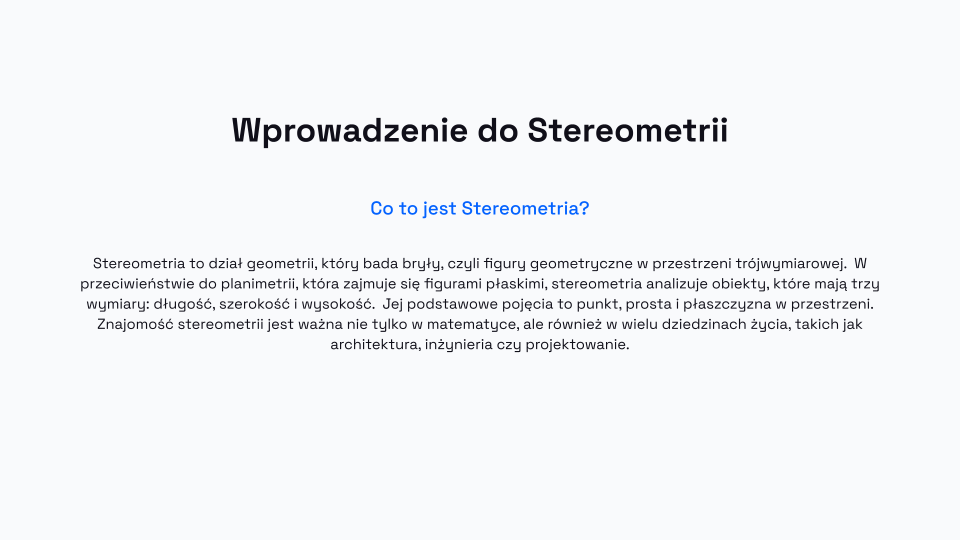 Wprowadzenie do Stereometrii
Co to jest Stereometria?
Stereometria to dział geometrii, który bada bryły, czyli figury geometryczne w przestrzeni trójwymiarowej.  W
przeciwieństwie do planimetrii, która zajmuje się figurami płaskimi, stereometria analizuje obiekty, które mają trzy
wymiary: długość, szerokość i wysokość.  Jej podstawowe pojęcia to punkt, prosta i płaszczyzna w przestrzeni.
Znajomość stereometrii jest ważna nie tylko w matematyce, ale również w wielu dziedzinach życia, takich jak
architektura, inżynieria czy projektowanie.